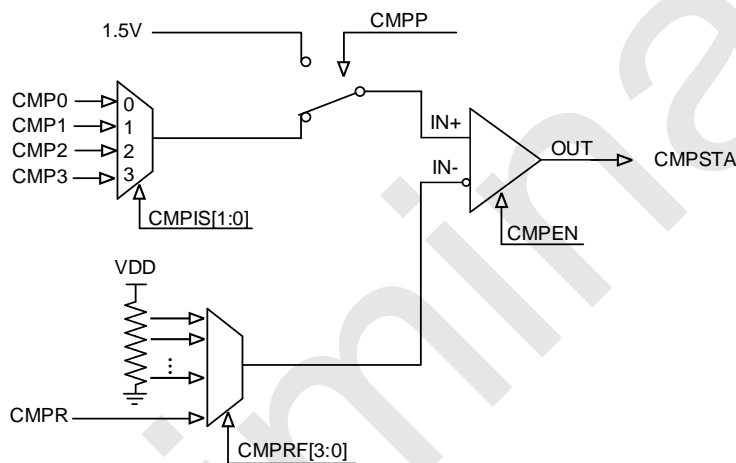 1.5V
CMPP
CMP0
CMP1
CMP2
CMP3
0
1
2
3
IN+
IN-
OUT
CMPSTA
CMPIS[1:0]
CMPEN
VDD
CMPR
CMPRF[3:0]